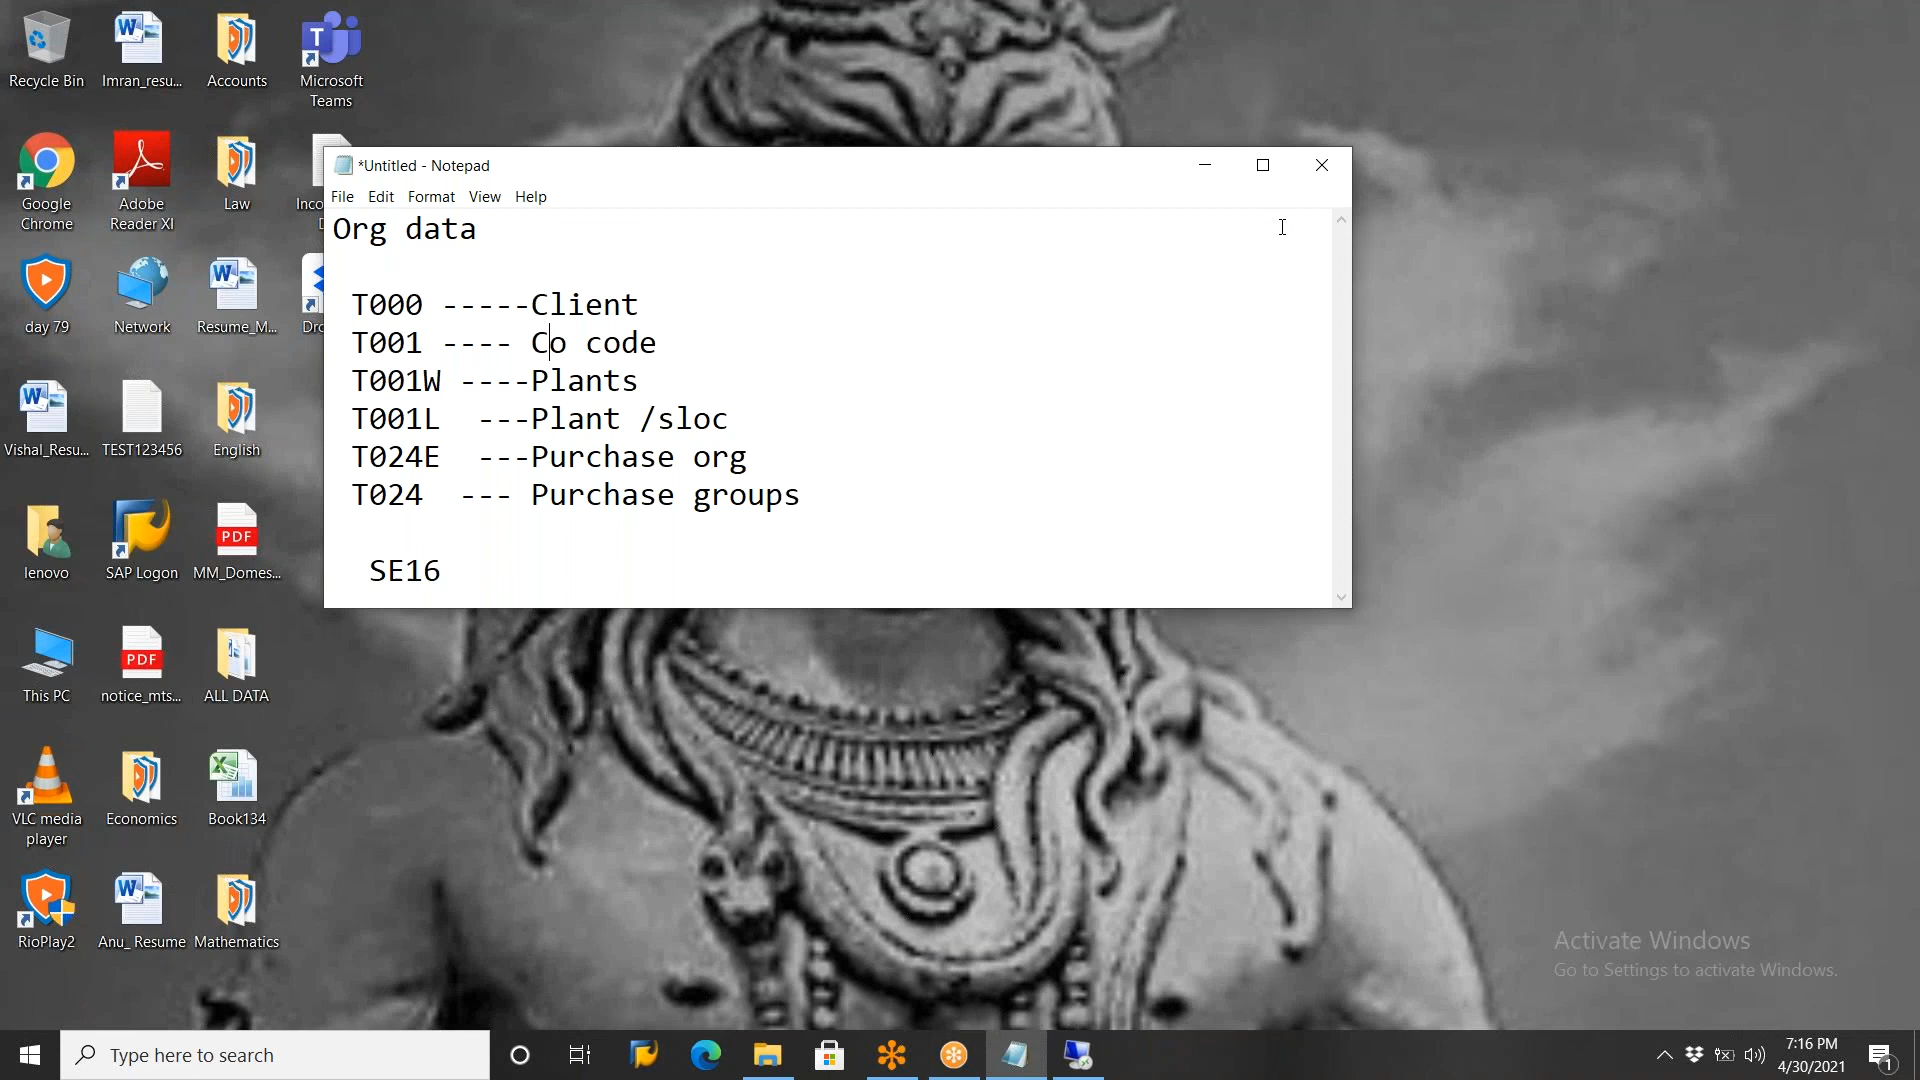 Recycle Bin
Imran_resu...
Accounts
Microsoft
Teams
Google
Chrome
Adobe
Reader XI
Law
day 79
Network
Resume_M...
Vishal_Resu...
TEST123456
English
lenovo
SAP Logon
PDF
MM_Domes...
This PC
PDF
notice_mts...
ALL DATA
VLC media
player
Economics
Book134
RioPlay2
Anu_ Resume
Mathematics
*Untitled - Notepad
File Edit Format View Help
Org data
T000 -----Client
T001 ---- Co code
T001W ----Plants
T001L  ---Plant /sloc
T024E  ---Purchase org
T024  --- Purchase groups
SE16
Activate Windows
Go to Settings to activate Windows.
Type here to search
7:16 PM
4/30/2021
1